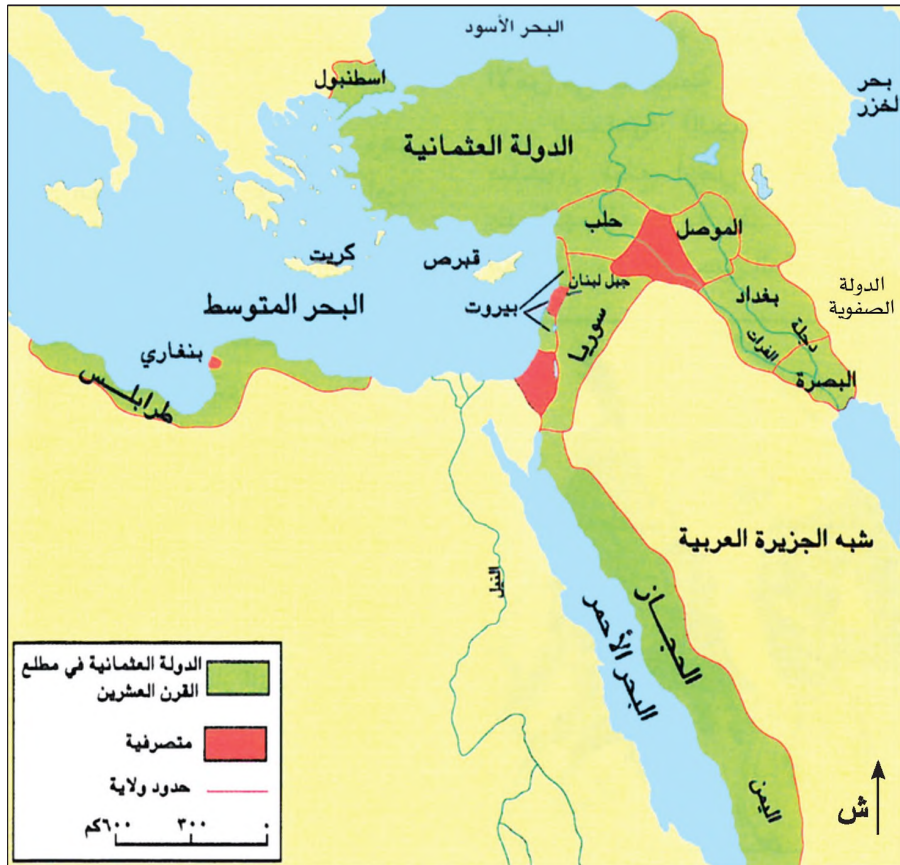 البحر الأسود
بحر
لخزر
اسطنبول
الدولة العثمانية
حلب
الموصل
كريت
قبرص
جبل لبنان
بغداد
الدولة
الصفوية
البحر المتوسط
بيروت
سوريا
دجلة
الفرات
بنغاري
البصرة
طرابلس
شبه الجزيرة العربية
النيل
الحجاز
البحر الأحمر
اليمن
الدولة العثمانية في مطلع
القرن العشرين
متصرفية
حدود ولاية
٠ ٣٠٠ ٦٠٠كم
ش